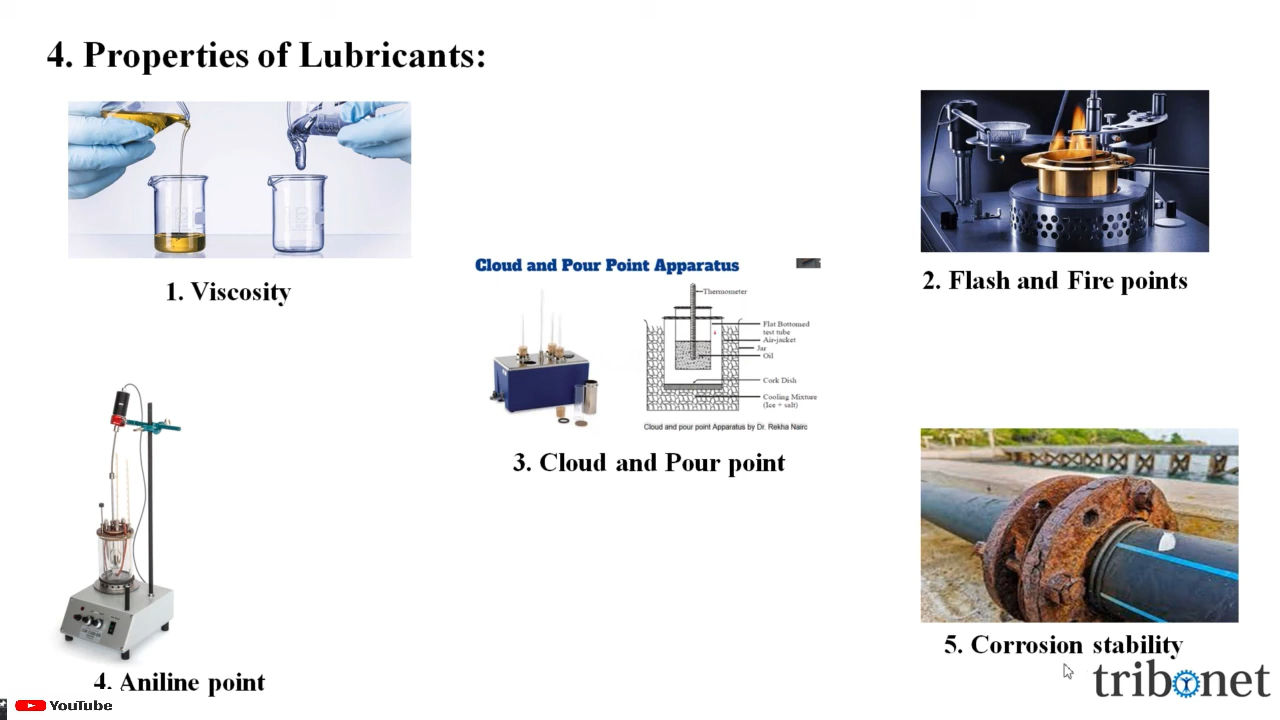 4. Properties of Lubricants:
1. Viscosity
2. Flash and Fire points
Cloud and Pour Point Apparatus
Thermometer
Flat Bottomed
test tube
Air-jacket
Jar
Oil
Cork Dish
Cooling Mixture
(Ice + salt)
Cloud and pour point Apparatus by Dr. Rekha Nairc
3. Cloud and Pour point
4. Aniline point
5. Corrosion stability
tribonet
YouTube